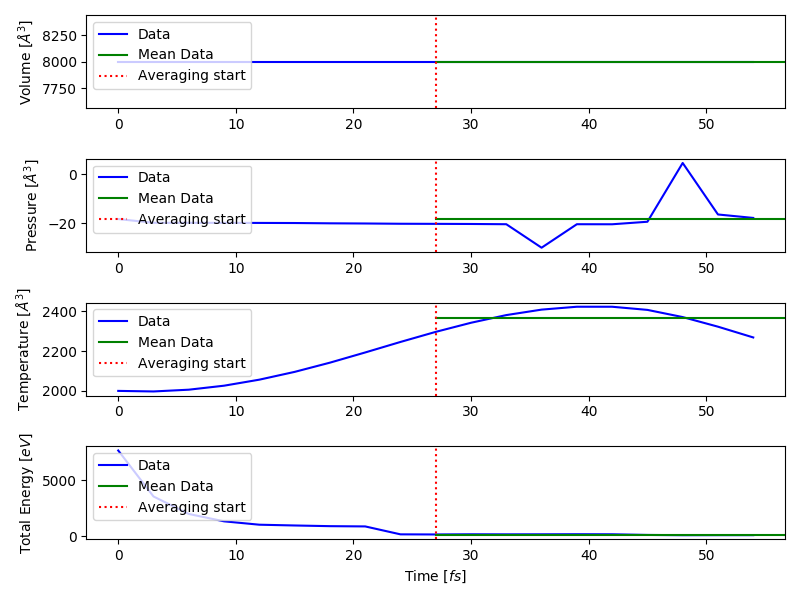 Volume [Å³]
8250
8000
7750
Data
Mean Data
Averaging start
0 10 20 30 40 50
Pressure [Å³]
0
−20
Data
Mean Data
Averaging start
0 10 20 30 40 50
Temperature [Å³]
2400
2200
2000
Data
Mean Data
Averaging start
0 10 20 30 40 50
Total Energy [eV]
5000
0
Data
Mean Data
Averaging start
0 10 20 30 40 50
Time [fs]